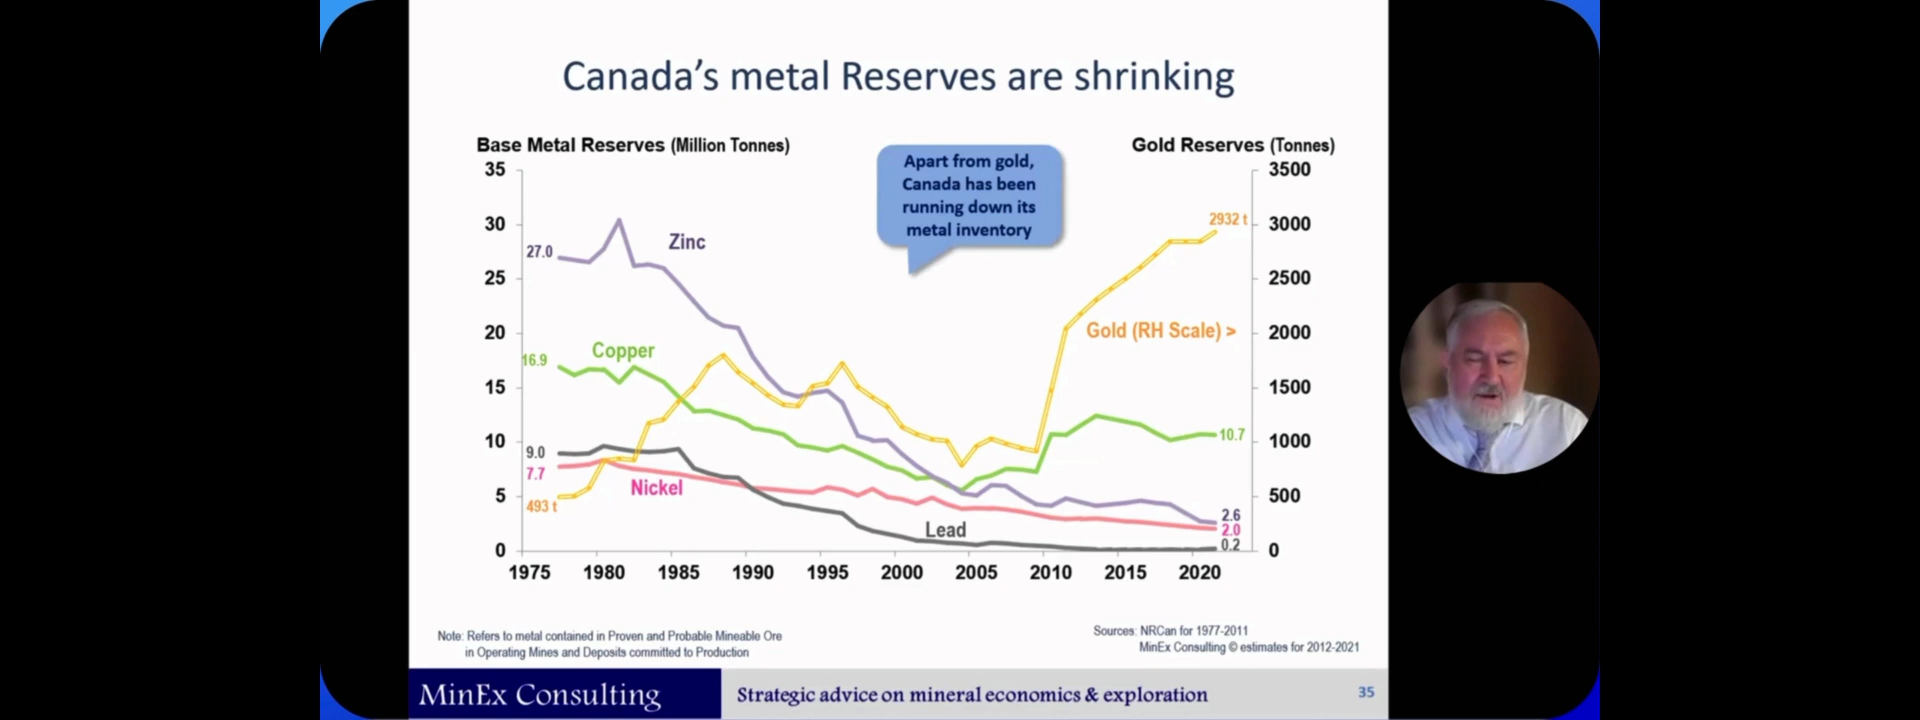 Canada's metal Reserves are shrinking
Base Metal Reserves (Million Tonnes)
Gold Reserves (Tonnes)
Apart from gold,
Canada has been
running down its
metal inventory
35
30
25
20
15
10
5
0
3500
3000
2500
2000
1500
1000
500
0
27.0
Zinc
16.9
Copper
9.0
7.7
Nickel
493 t
Lead
2932 t
Gold (RH Scale) >
10.7
2.6
2.0
0.2
1975 1980 1985 1990 1995 2000 2005 2010 2015 2020
Note: Refers to metal contained in Proven and Probable Mineable Ore
in Operating Mines and Deposits committed to Production
Sources: NRCan for 1977-2011
MinEx Consulting © estimates for 2012-2021
MinEx Consulting
Strategic advice on mineral economics & exploration
35